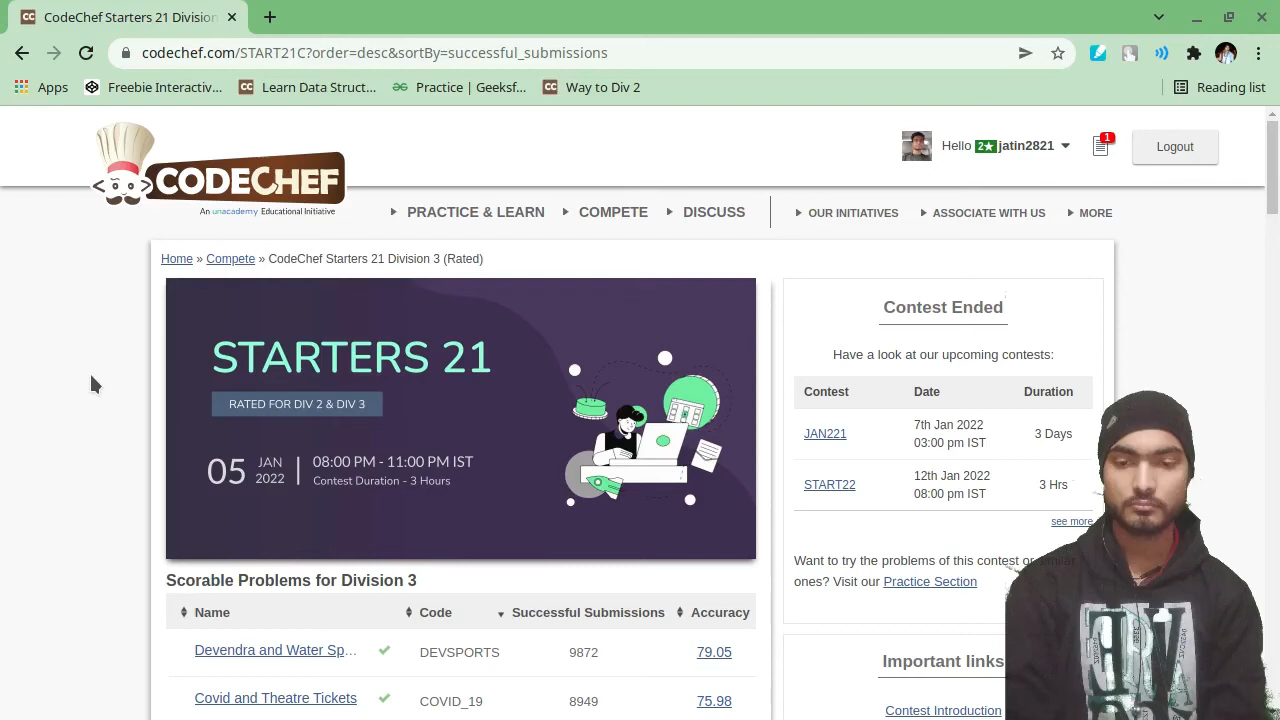 CodeChef Starters 21 Division
codechef.com/START21C?order=desc&sortBy=successful_submissions
Apps
Freebie Interactiv...
Learn Data Struct...
Practice | Geeksf...
Way to Div 2
Reading list
CODECHEF
An unacademy Educational Initiative
Hello 2★ jatin2821
1
Logout
PRACTICE & LEARN
COMPETE
DISCUSS
OUR INITIATIVES
ASSOCIATE WITH US
MORE
Home » Compete » CodeChef Starters 21 Division 3 (Rated)
STARTERS 21
RATED FOR DIV 2 & DIV 3
05 JAN 2022
08:00 PM - 11:00 PM IST
Contest Duration - 3 Hours
Contest Ended
Have a look at our upcoming contests:
Contest Date Duration
JAN221 7th Jan 2022 03:00 pm IST 3 Days
START22 12th Jan 2022 08:00 pm IST 3 Hrs
see more
Want to try the problems of this contest or similar
ones? Visit our Practice Section
Important links
Contest Introduction
Scorable Problems for Division 3
Name Code Successful Submissions Accuracy
Devendra and Water Sp... DEVSPORTS 9872 79.05
Covid and Theatre Tickets COVID_19 8949 75.98